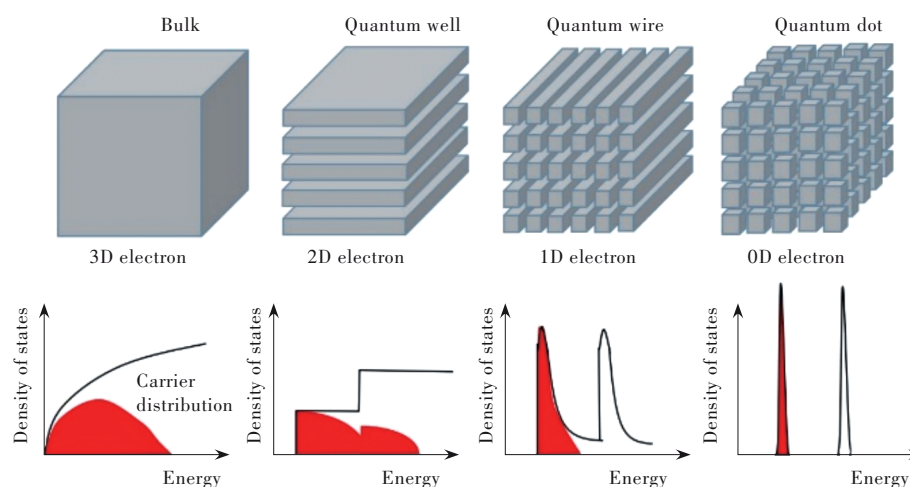 Bulk
Quantum well
Quantum wire
Quantum dot
3D electron
2D electron
1D electron
0D electron
Density of states
Carrier
distribution
Energy
Density of states
Energy
Density of states
Energy
Density of states
Energy